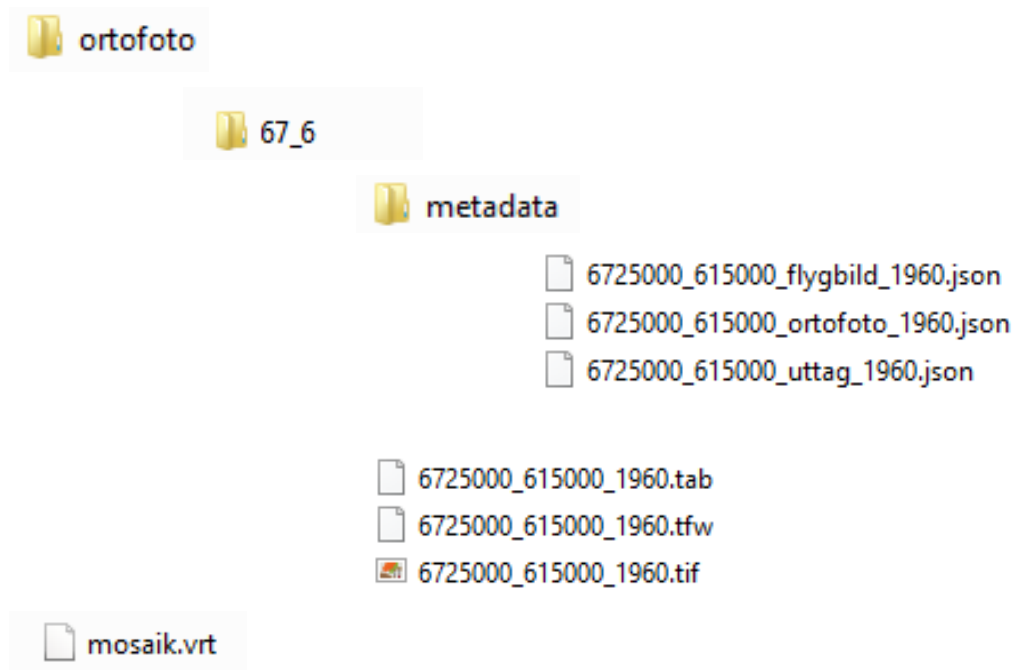 ortofoto
67_6
metadata
6725000_615000_flygbild_1960.json
6725000_615000_ortofoto_1960.json
6725000_615000_uttag_1960.json
6725000_615000_1960.tab
6725000_615000_1960.tfw
6725000_615000_1960.tif
mosaik.vrt